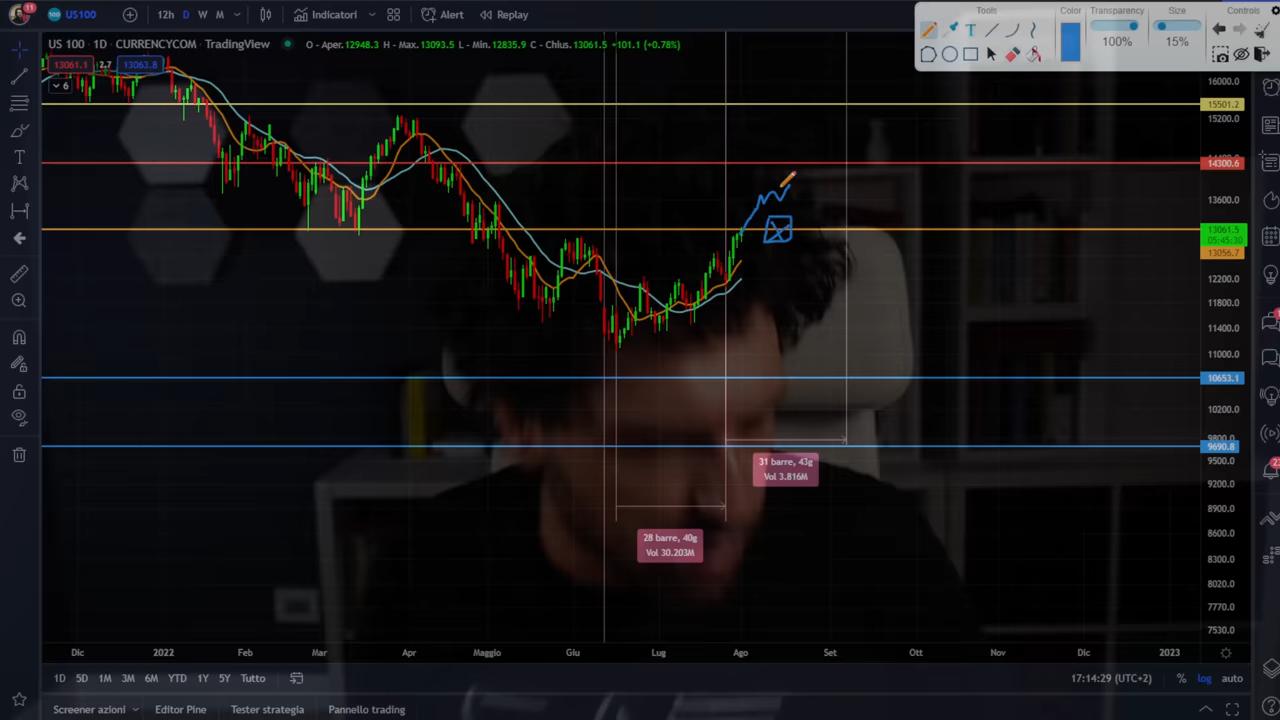 11
US100
12h D W M
Indicatori
Alert
Replay
Tools
Color
Transparency
Size
Controls
100%
15%
US 100 · 1D · CURRENCYCOM · TradingView
O - Aper. 12948.3 H - Max. 13093.5 L - Min. 12835.9 C - Chius. 13061.5 +101.1 (+0.78%)
13061.1 2.7 13063.8
6
16000.0
15501.2
15200.0
14300.6
13600.0
13061.5
05:45:30
13056.7
12200.0
11800.0
11400.0
11000.0
10653.1
10200.0
9690.8
9500.0
9200.0
8900.0
8600.0
8300.0
8020.0
7770.0
7530.0
31 barre, 43g
Vol 3.816M
28 barre, 40g
Vol 30.203M
Dic 2022 Feb Mar Apr Maggio Giu Lug Ago Set Ott Nov Dic 2023
1D 5D 1M 3M 6M YTD 1Y 5Y Tutto
17:14:29 (UTC+2) % log auto
Screener azioni Editor Pine Tester strategia Pannello trading